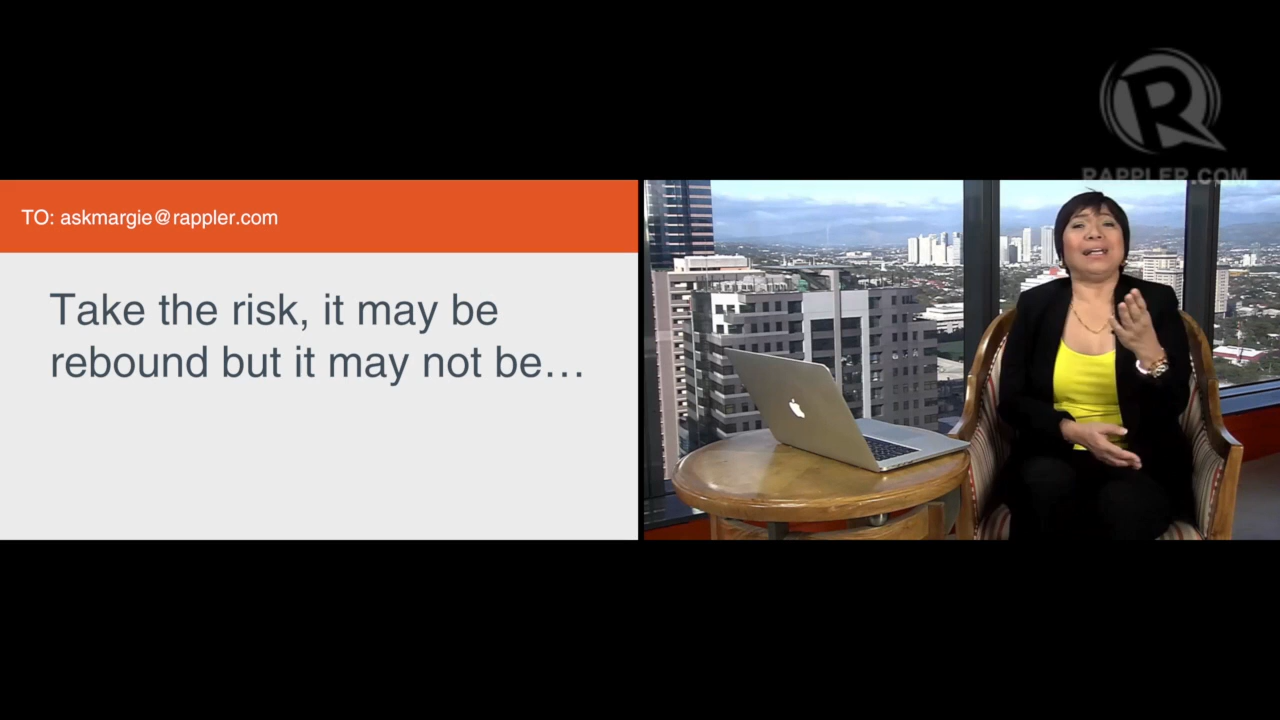 RAPPLER.COM
TO: askmargie@rappler.com
Take the risk, it may be
rebound but it may not be…